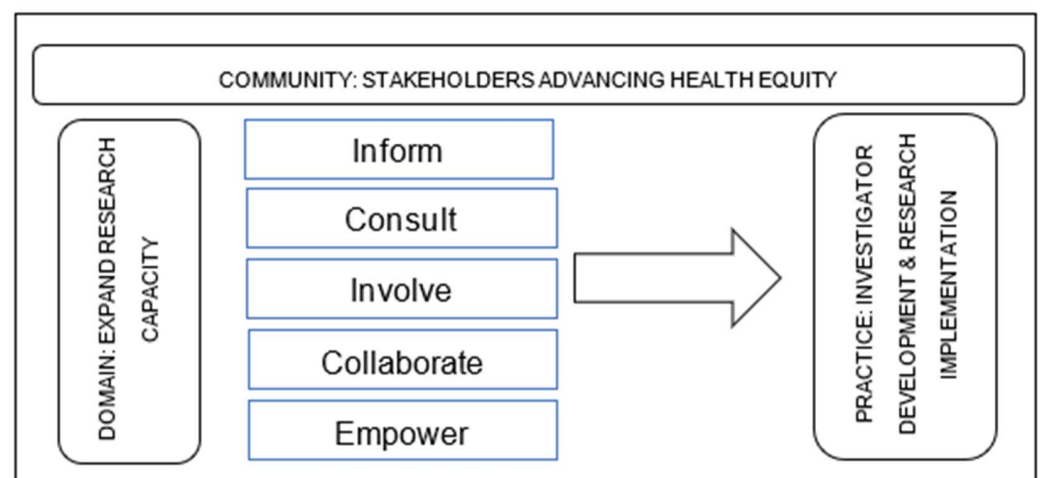 COMMUNITY: STAKEHOLDERS ADVANCING HEALTH EQUITY
DOMAIN: EXPAND RESEARCH
CAPACITY
Inform
Consult
Involve
Collaborate
Empower
PRACTICE: INVESTIGATOR
DEVELOPMENT & RESEARCH
IMPLEMENTATION